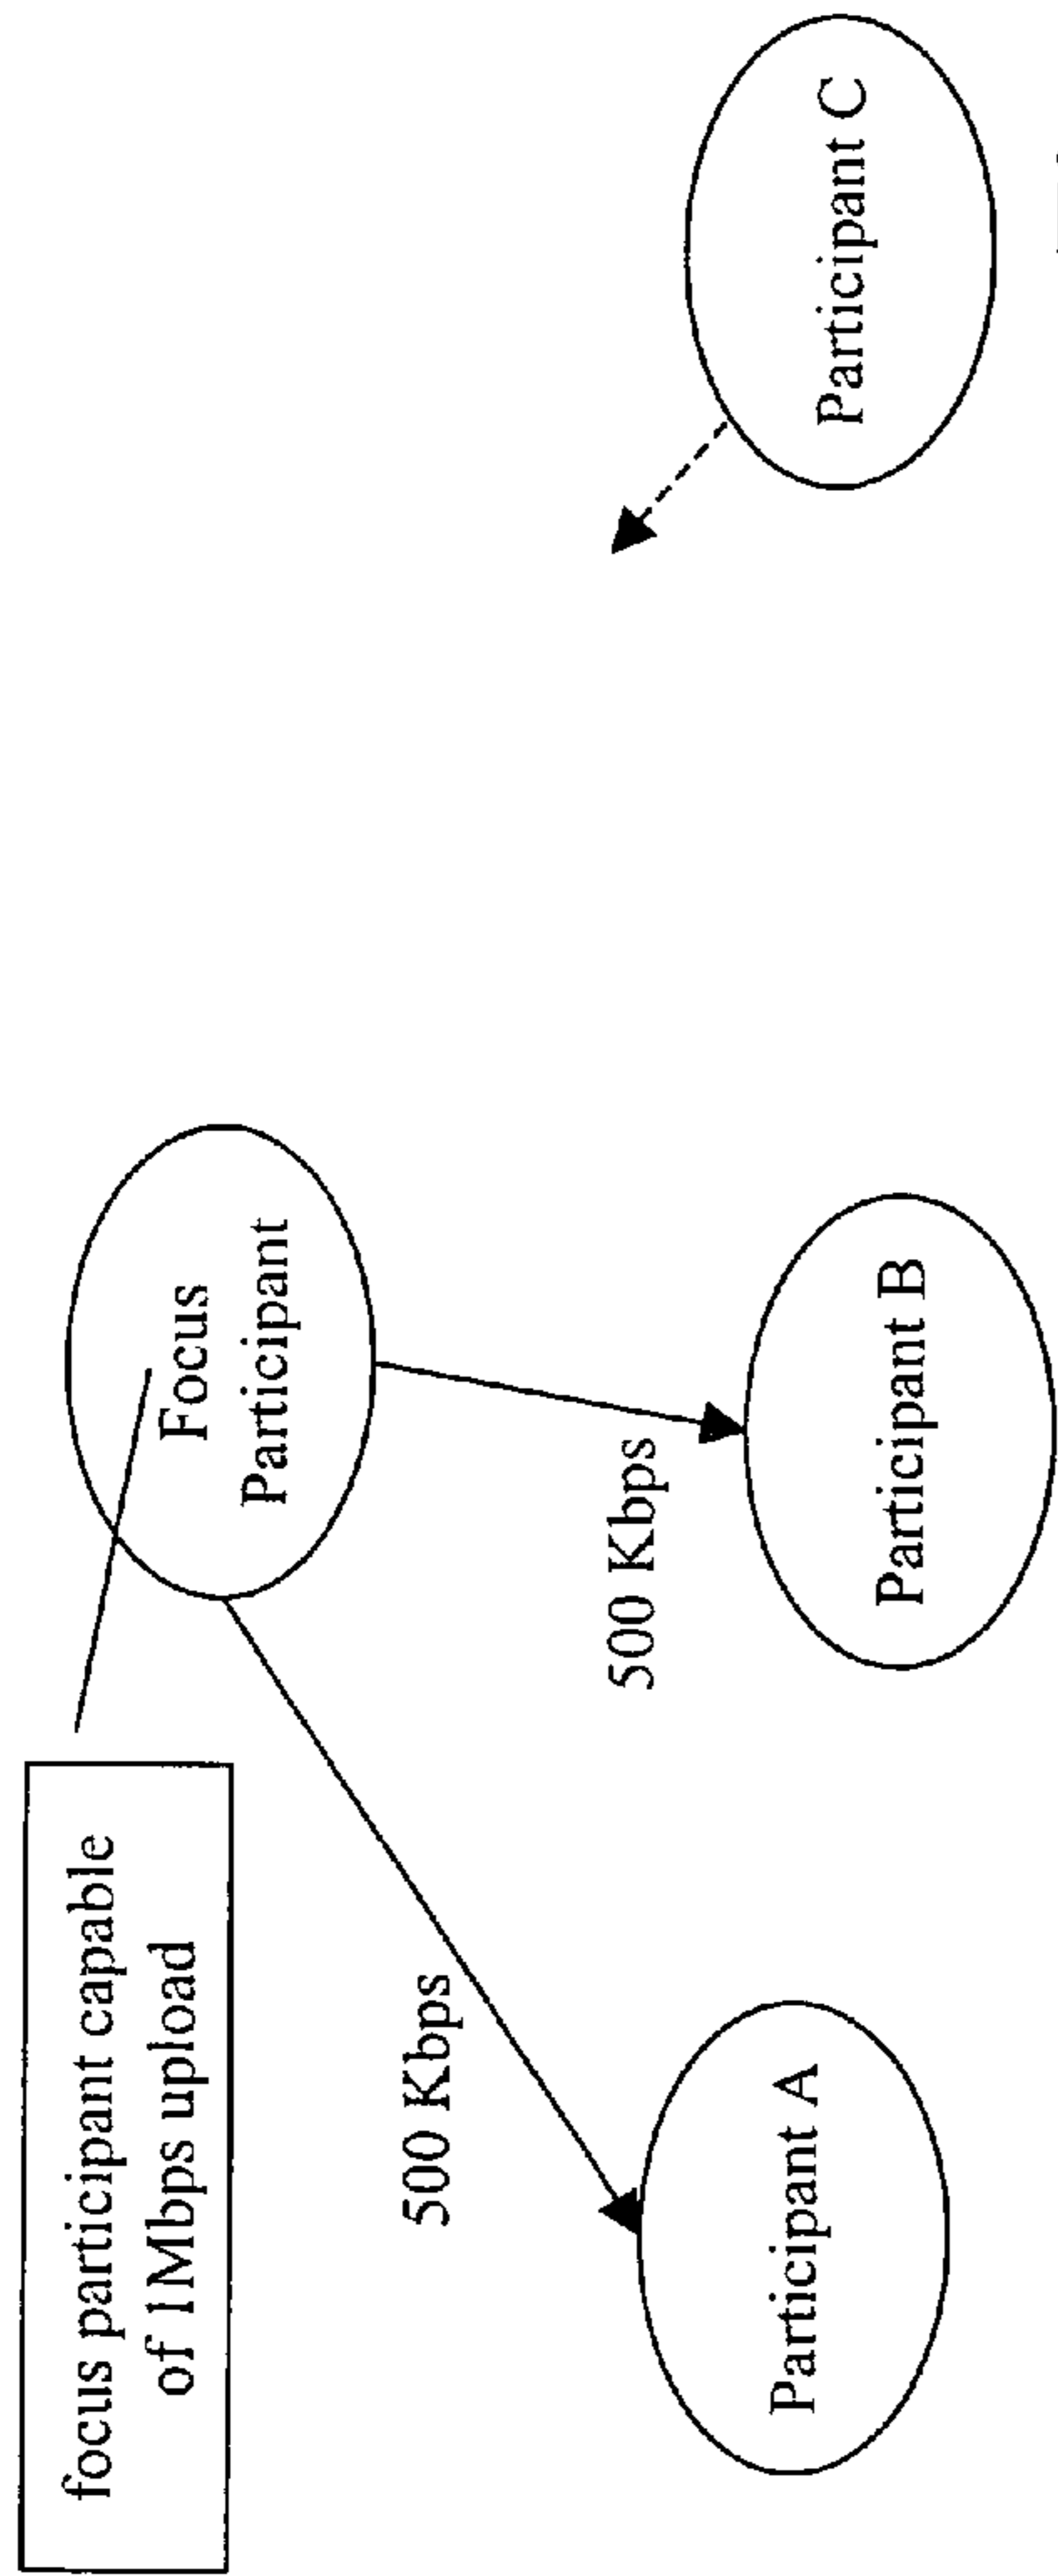 focus participant capable
of 1Mbps upload
Focus
Participant
500 Kbps
500 Kbps
Participant A
Participant B
Participant C